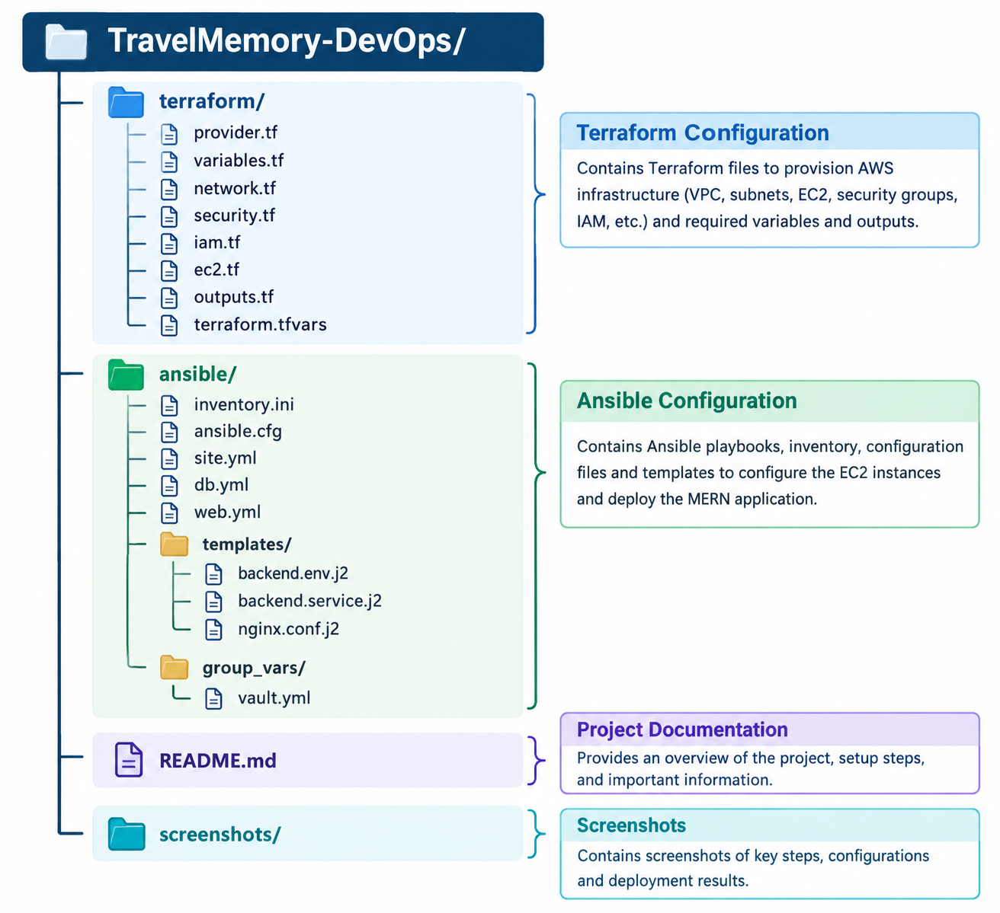 TravelMemory-DevOps/
terraform/
provider.tf
variables.tf
network.tf
security.tf
iam.tf
ec2.tf
outputs.tf
terraform.tfvars
Terraform Configuration
Contains Terraform files to provision AWS
infrastructure (VPC, subnets, EC2, security groups,
IAM, etc.) and required variables and outputs.
ansible/
inventory.ini
ansible.cfg
site.yml
db.yml
web.yml
templates/
backend.env.j2
backend.service.j2
nginx.conf.j2
group_vars/
vault.yml
Ansible Configuration
Contains Ansible playbooks, inventory, configuration
files and templates to configure the EC2 instances
and deploy the MERN application.
README.md
Project Documentation
Provides an overview of the project, setup steps,
and important information.
screenshots/
Screenshots
Contains screenshots of key steps, configurations
and deployment results.